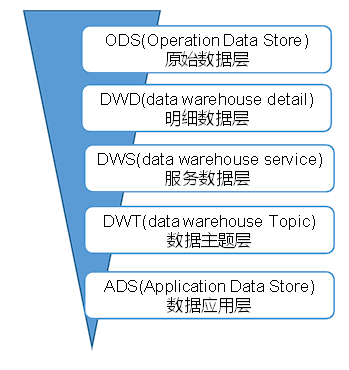 ODS(Operation Data Store)
原始数据层
DWD(data warehouse detail)
明细数据层
DWS(data warehouse service)
服务数据层
DWT(data warehouse Topic)
数据主题层
ADS(Application Data Store)
数据应用层